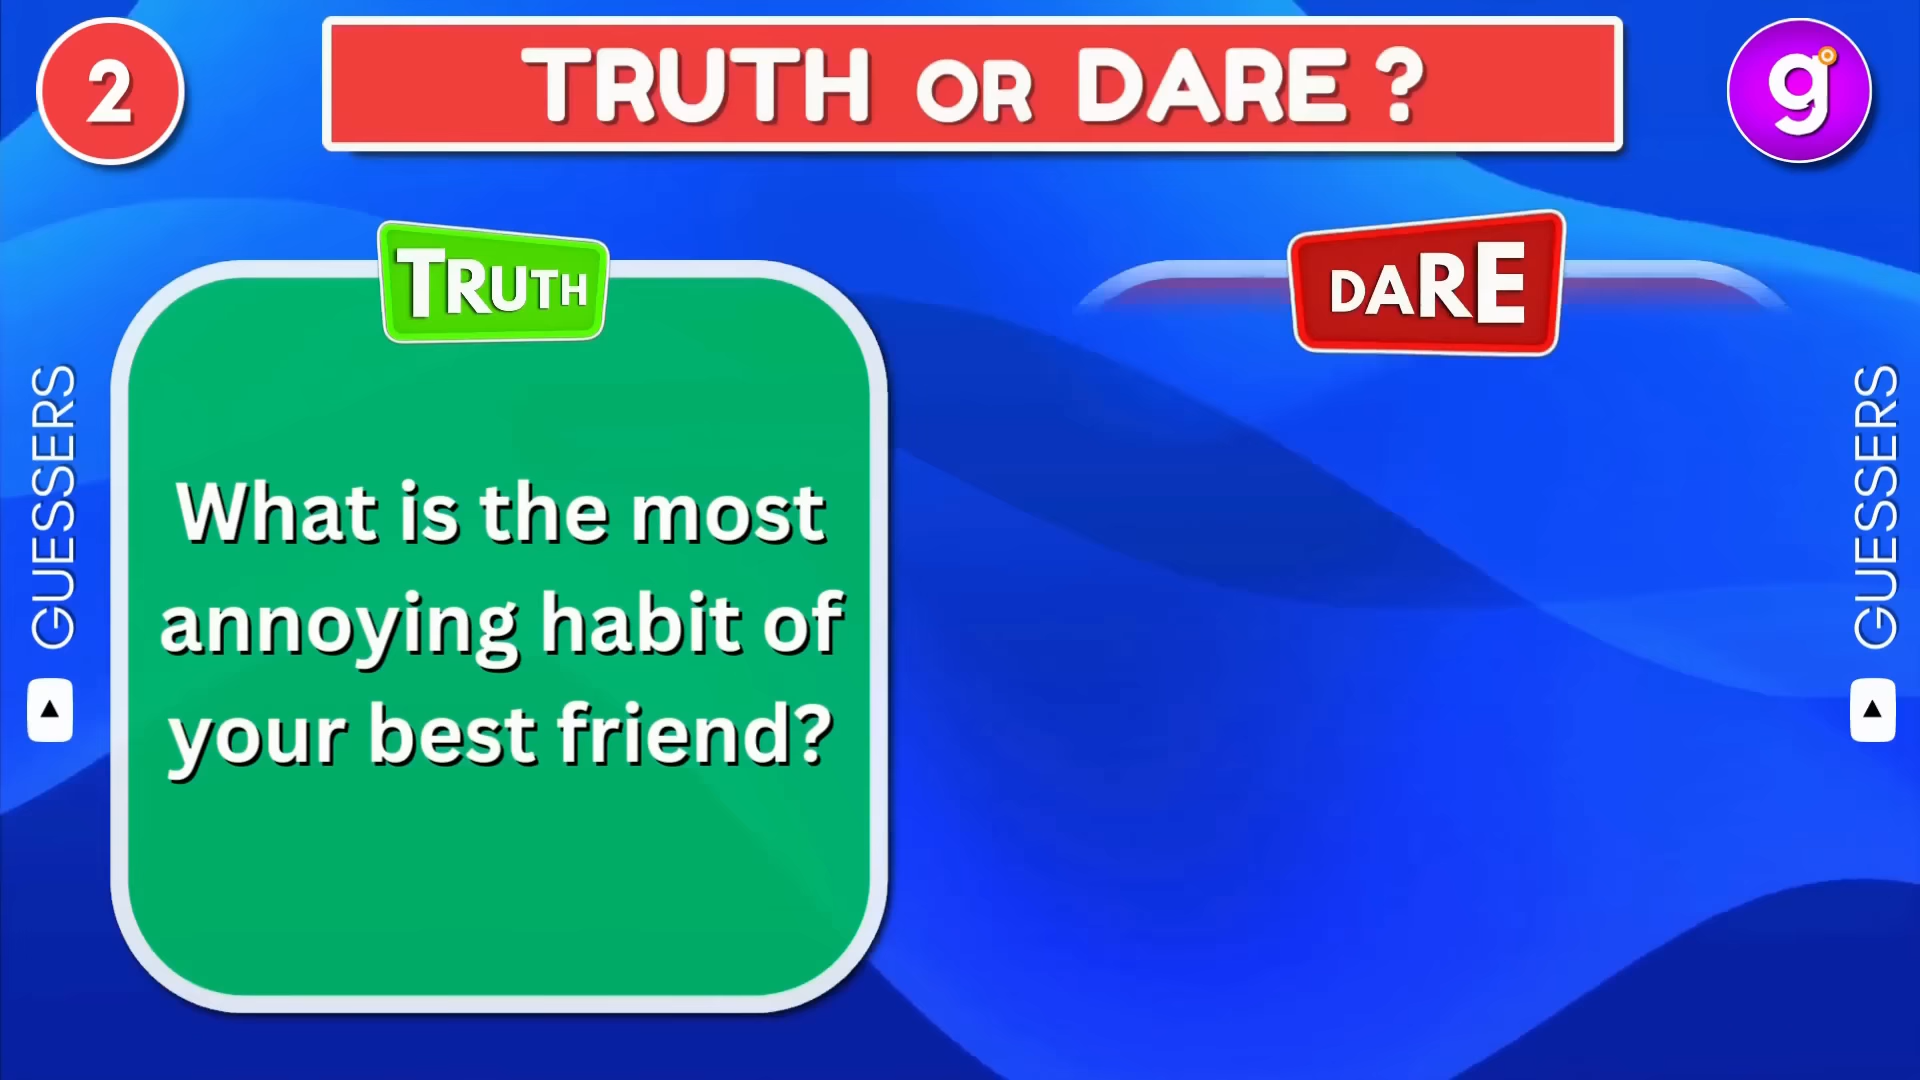 2
TRUTH OR DARE ?
g
TRUTH
DARE
What is the most
annoying habit of
your best friend?
GUESSERS
GUESSERS